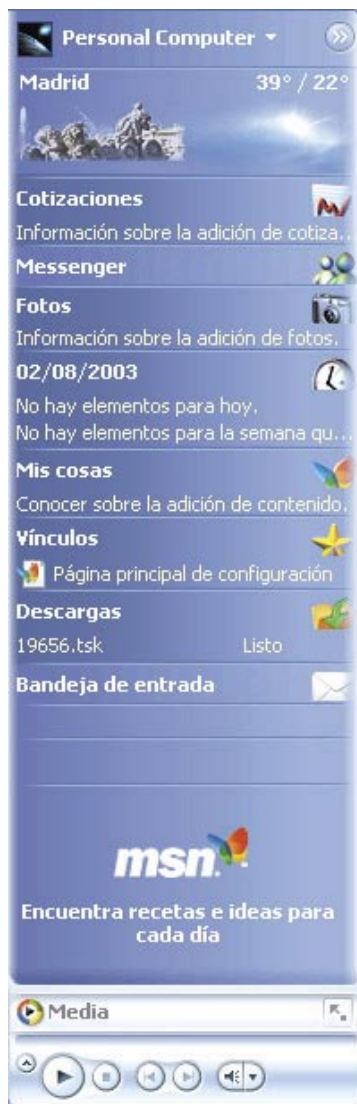 Personal Computer
Madrid 39° / 22°
Cotizaciones
Información sobre la adición de cotiza...
Messenger
Fotos
Información sobre la adición de fotos.
02/08/2003
No hay elementos para hoy.
No hay elementos para la semana qu...
Mis cosas
Conocer sobre la adición de contenido.
Vínculos
Página principal de configuración
Descargas
19656.tsk Listo
Bandeja de entrada
msn
Encuentra recetas e ideas para
cada día
Media